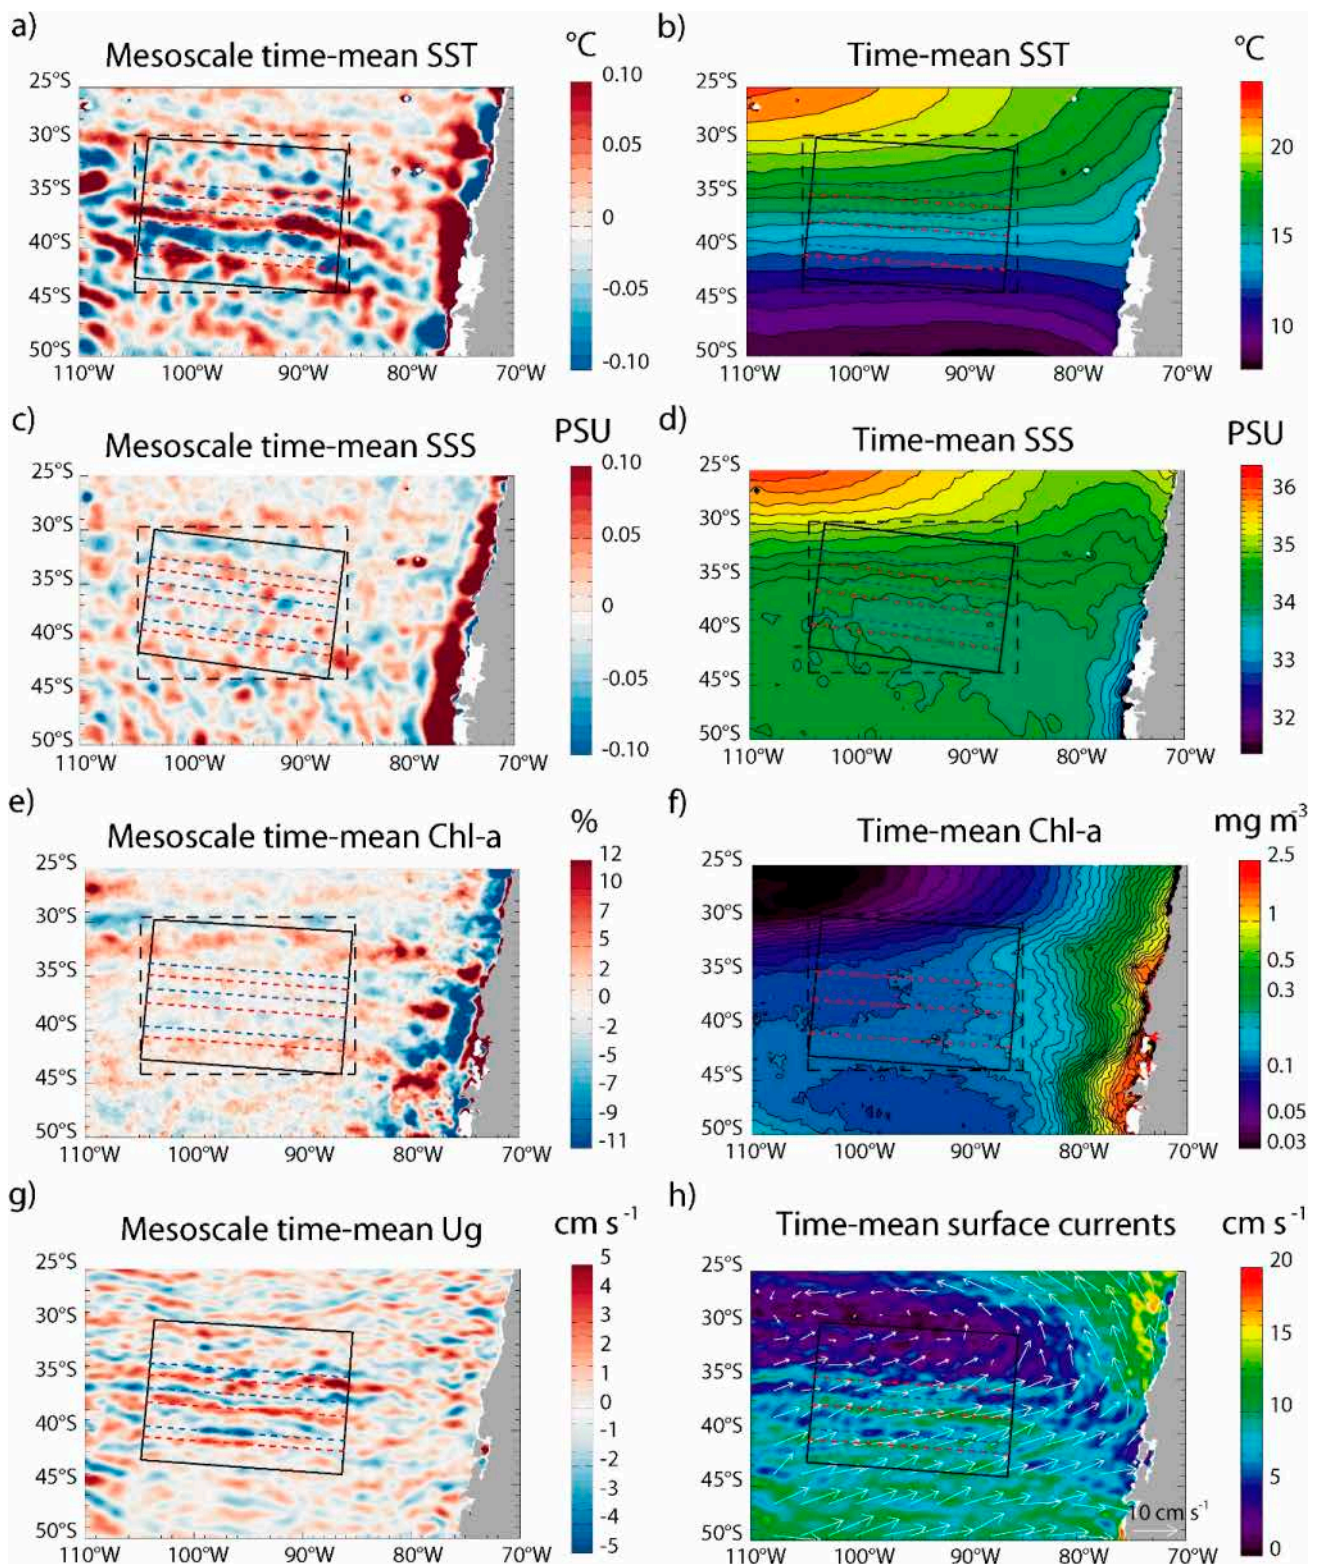 a)
Mesoscale time-mean SST
°C
25°S
30°S
35°S
40°S
45°S
50°S
110°W 100°W 90°W 80°W 70°W
0.10
0.05
0
-0.05
-0.10
b)
Time-mean SST
°C
25°S
30°S
35°S
40°S
45°S
50°S
110°W 100°W 90°W 80°W 70°W
20
15
10
c)
Mesoscale time-mean SSS
PSU
25°S
30°S
35°S
40°S
45°S
50°S
110°W 100°W 90°W 80°W 70°W
0.10
0.05
0
-0.05
-0.10
d)
Time-mean SSS
PSU
25°S
30°S
35°S
40°S
45°S
50°S
110°W 100°W 90°W 80°W 70°W
36
35
34
33
32
e)
Mesoscale time-mean Chl-a
%
25°S
30°S
35°S
40°S
45°S
50°S
110°W 100°W 90°W 80°W 70°W
12
10
7
5
2
0
-2
-5
-7
-9
-11
f)
Time-mean Chl-a
mg m-3
25°S
30°S
35°S
40°S
45°S
50°S
110°W 100°W 90°W 80°W 70°W
2.5
1
0.5
0.3
0.1
0.05
0.03
g)
Mesoscale time-mean Ug
cm s-1
25°S
30°S
35°S
40°S
45°S
50°S
110°W 100°W 90°W 80°W 70°W
5
4
3
2
1
0
-1
-2
-3
-4
-5
h)
Time-mean surface currents
cm s-1
25°S
30°S
35°S
40°S
45°S
50°S
110°W 100°W 90°W 80°W 70°W
10 cm s-1
20
15
10
5
0